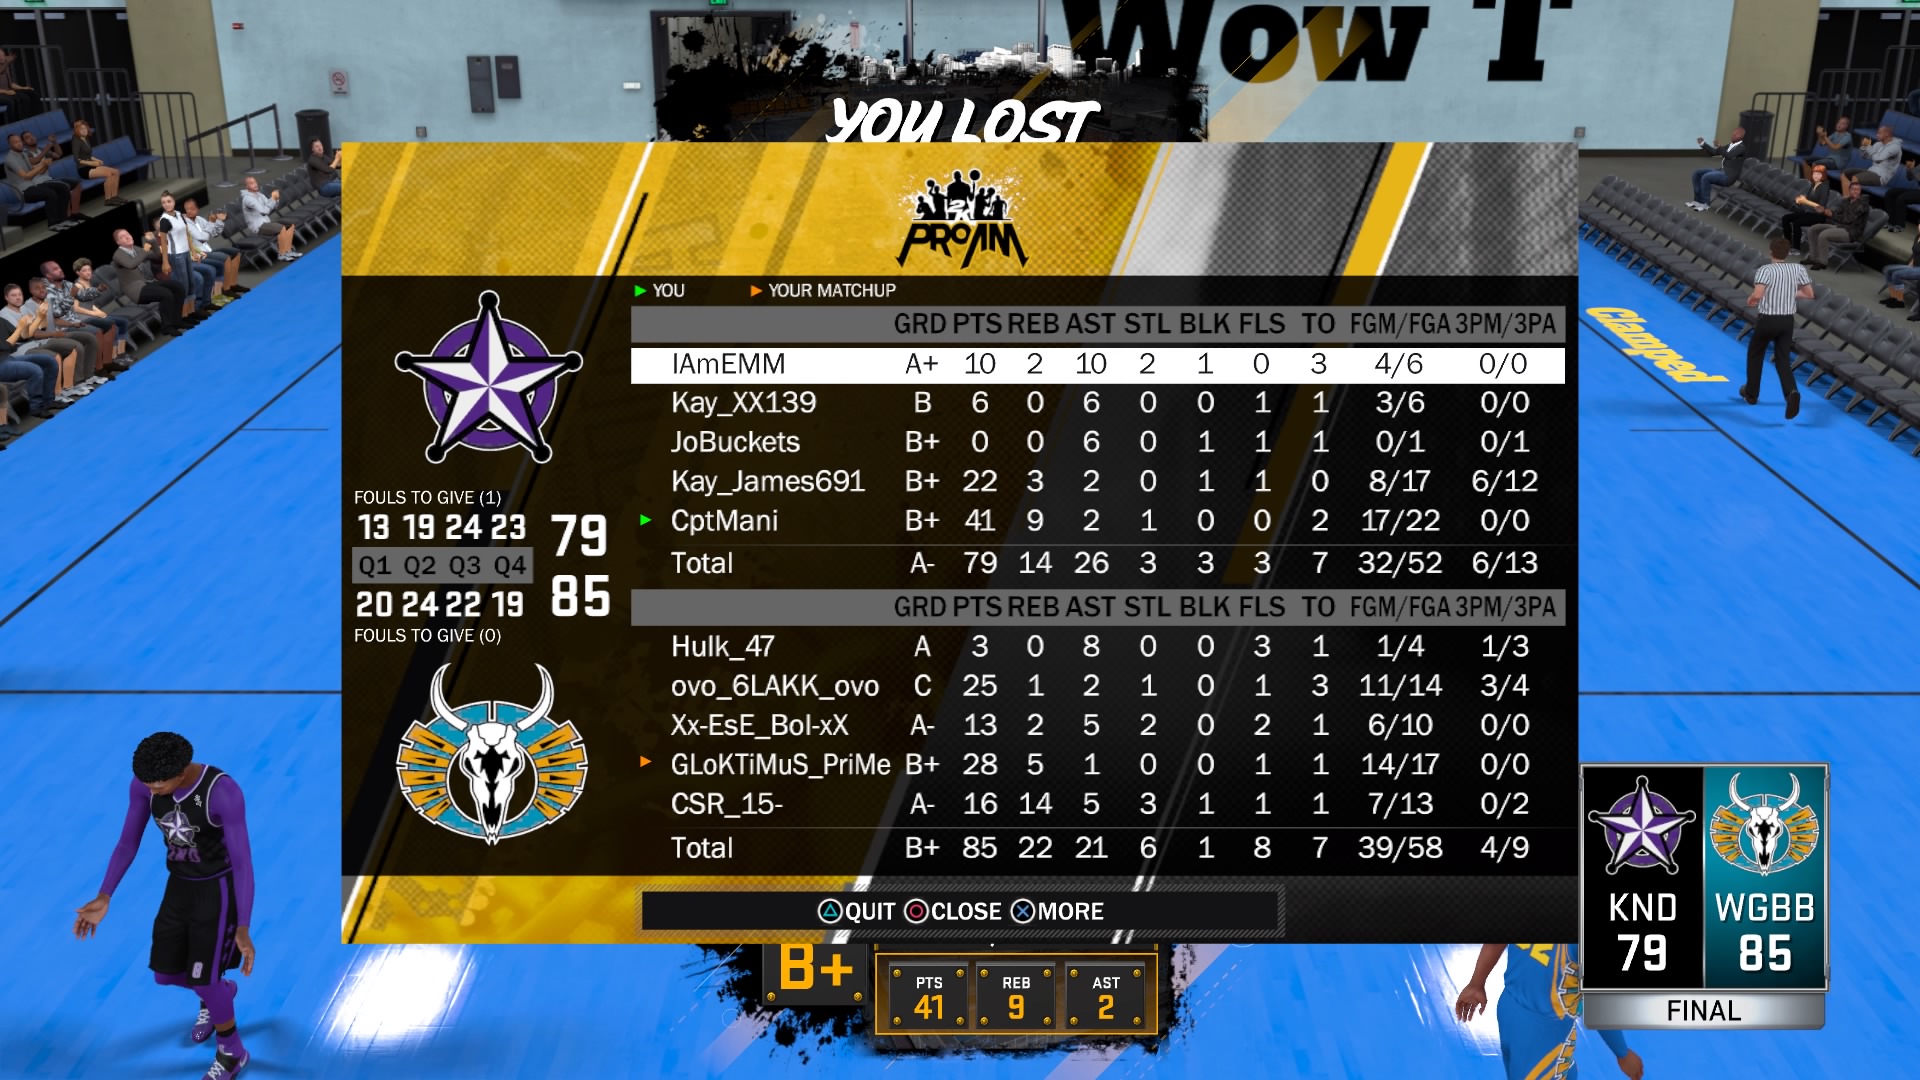 Wow T
YOU LOST
2K
PRO AM
YOU YOUR MATCHUP
GRD PTS REB AST STL BLK FLS TO FGM/FGA 3PM/3PA
IAmEMM A+ 10 2 10 2 1 0 3 4/6 0/0
Kay_XX139 B 6 0 6 0 0 1 1 3/6 0/0
JoBuckets B+ 0 0 6 0 1 1 1 0/1 0/1
Kay_James691 B+ 22 3 2 0 1 1 0 8/17 6/12
CptMani B+ 41 9 2 1 0 0 2 17/22 0/0
Total A- 79 14 26 3 3 3 7 32/52 6/13
FOULS TO GIVE (1)
13 19 24 23 79
Q1 Q2 Q3 Q4
20 24 22 19 85
FOULS TO GIVE (0)
GRD PTS REB AST STL BLK FLS TO FGM/FGA 3PM/3PA
Hulk_47 A 3 0 8 0 0 3 1 1/4 1/3
ovo_6LAKK_ovo C 25 1 2 1 0 1 3 11/14 3/4
Xx-EsE_Bol-xX A- 13 2 5 2 0 2 1 6/10 0/0
GLoKTiMuS_PriMe B+ 28 5 1 0 0 1 1 14/17 0/0
CSR_15- A- 16 14 5 3 1 1 1 7/13 0/2
Total B+ 85 22 21 6 1 8 7 39/58 4/9
QUIT CLOSE MORE
Clamped
B+
PTS REB AST
41 9 2
KND WGBB
79 85
FINAL